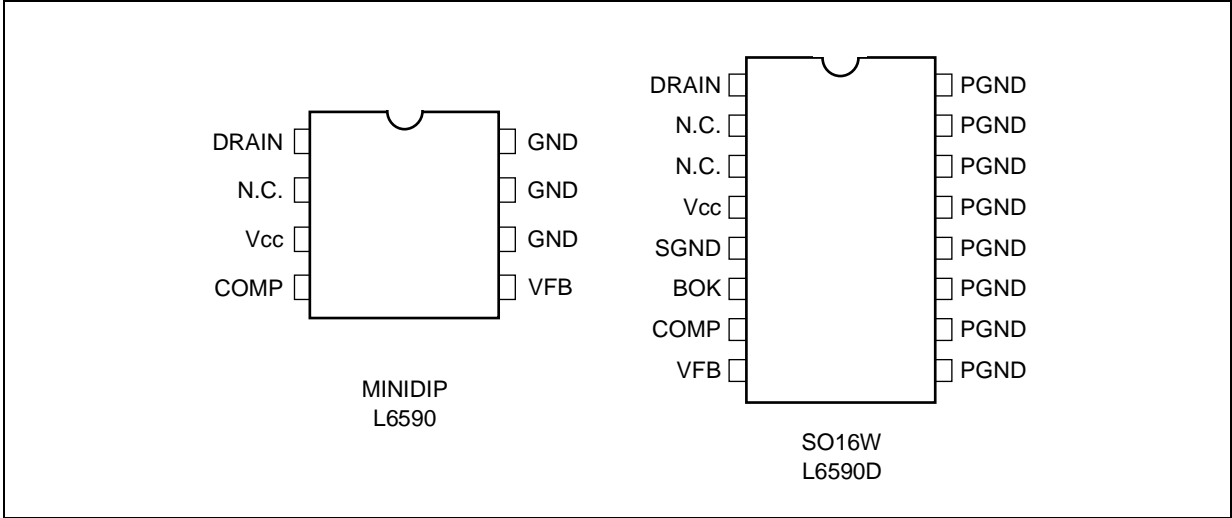 DRAIN
N.C.
Vcc
COMP
GND
GND
GND
VFB
MINIDIP
L6590
DRAIN
N.C.
N.C.
Vcc
SGND
BOK
COMP
VFB
PGND
PGND
PGND
PGND
PGND
PGND
PGND
PGND
SO16W
L6590D